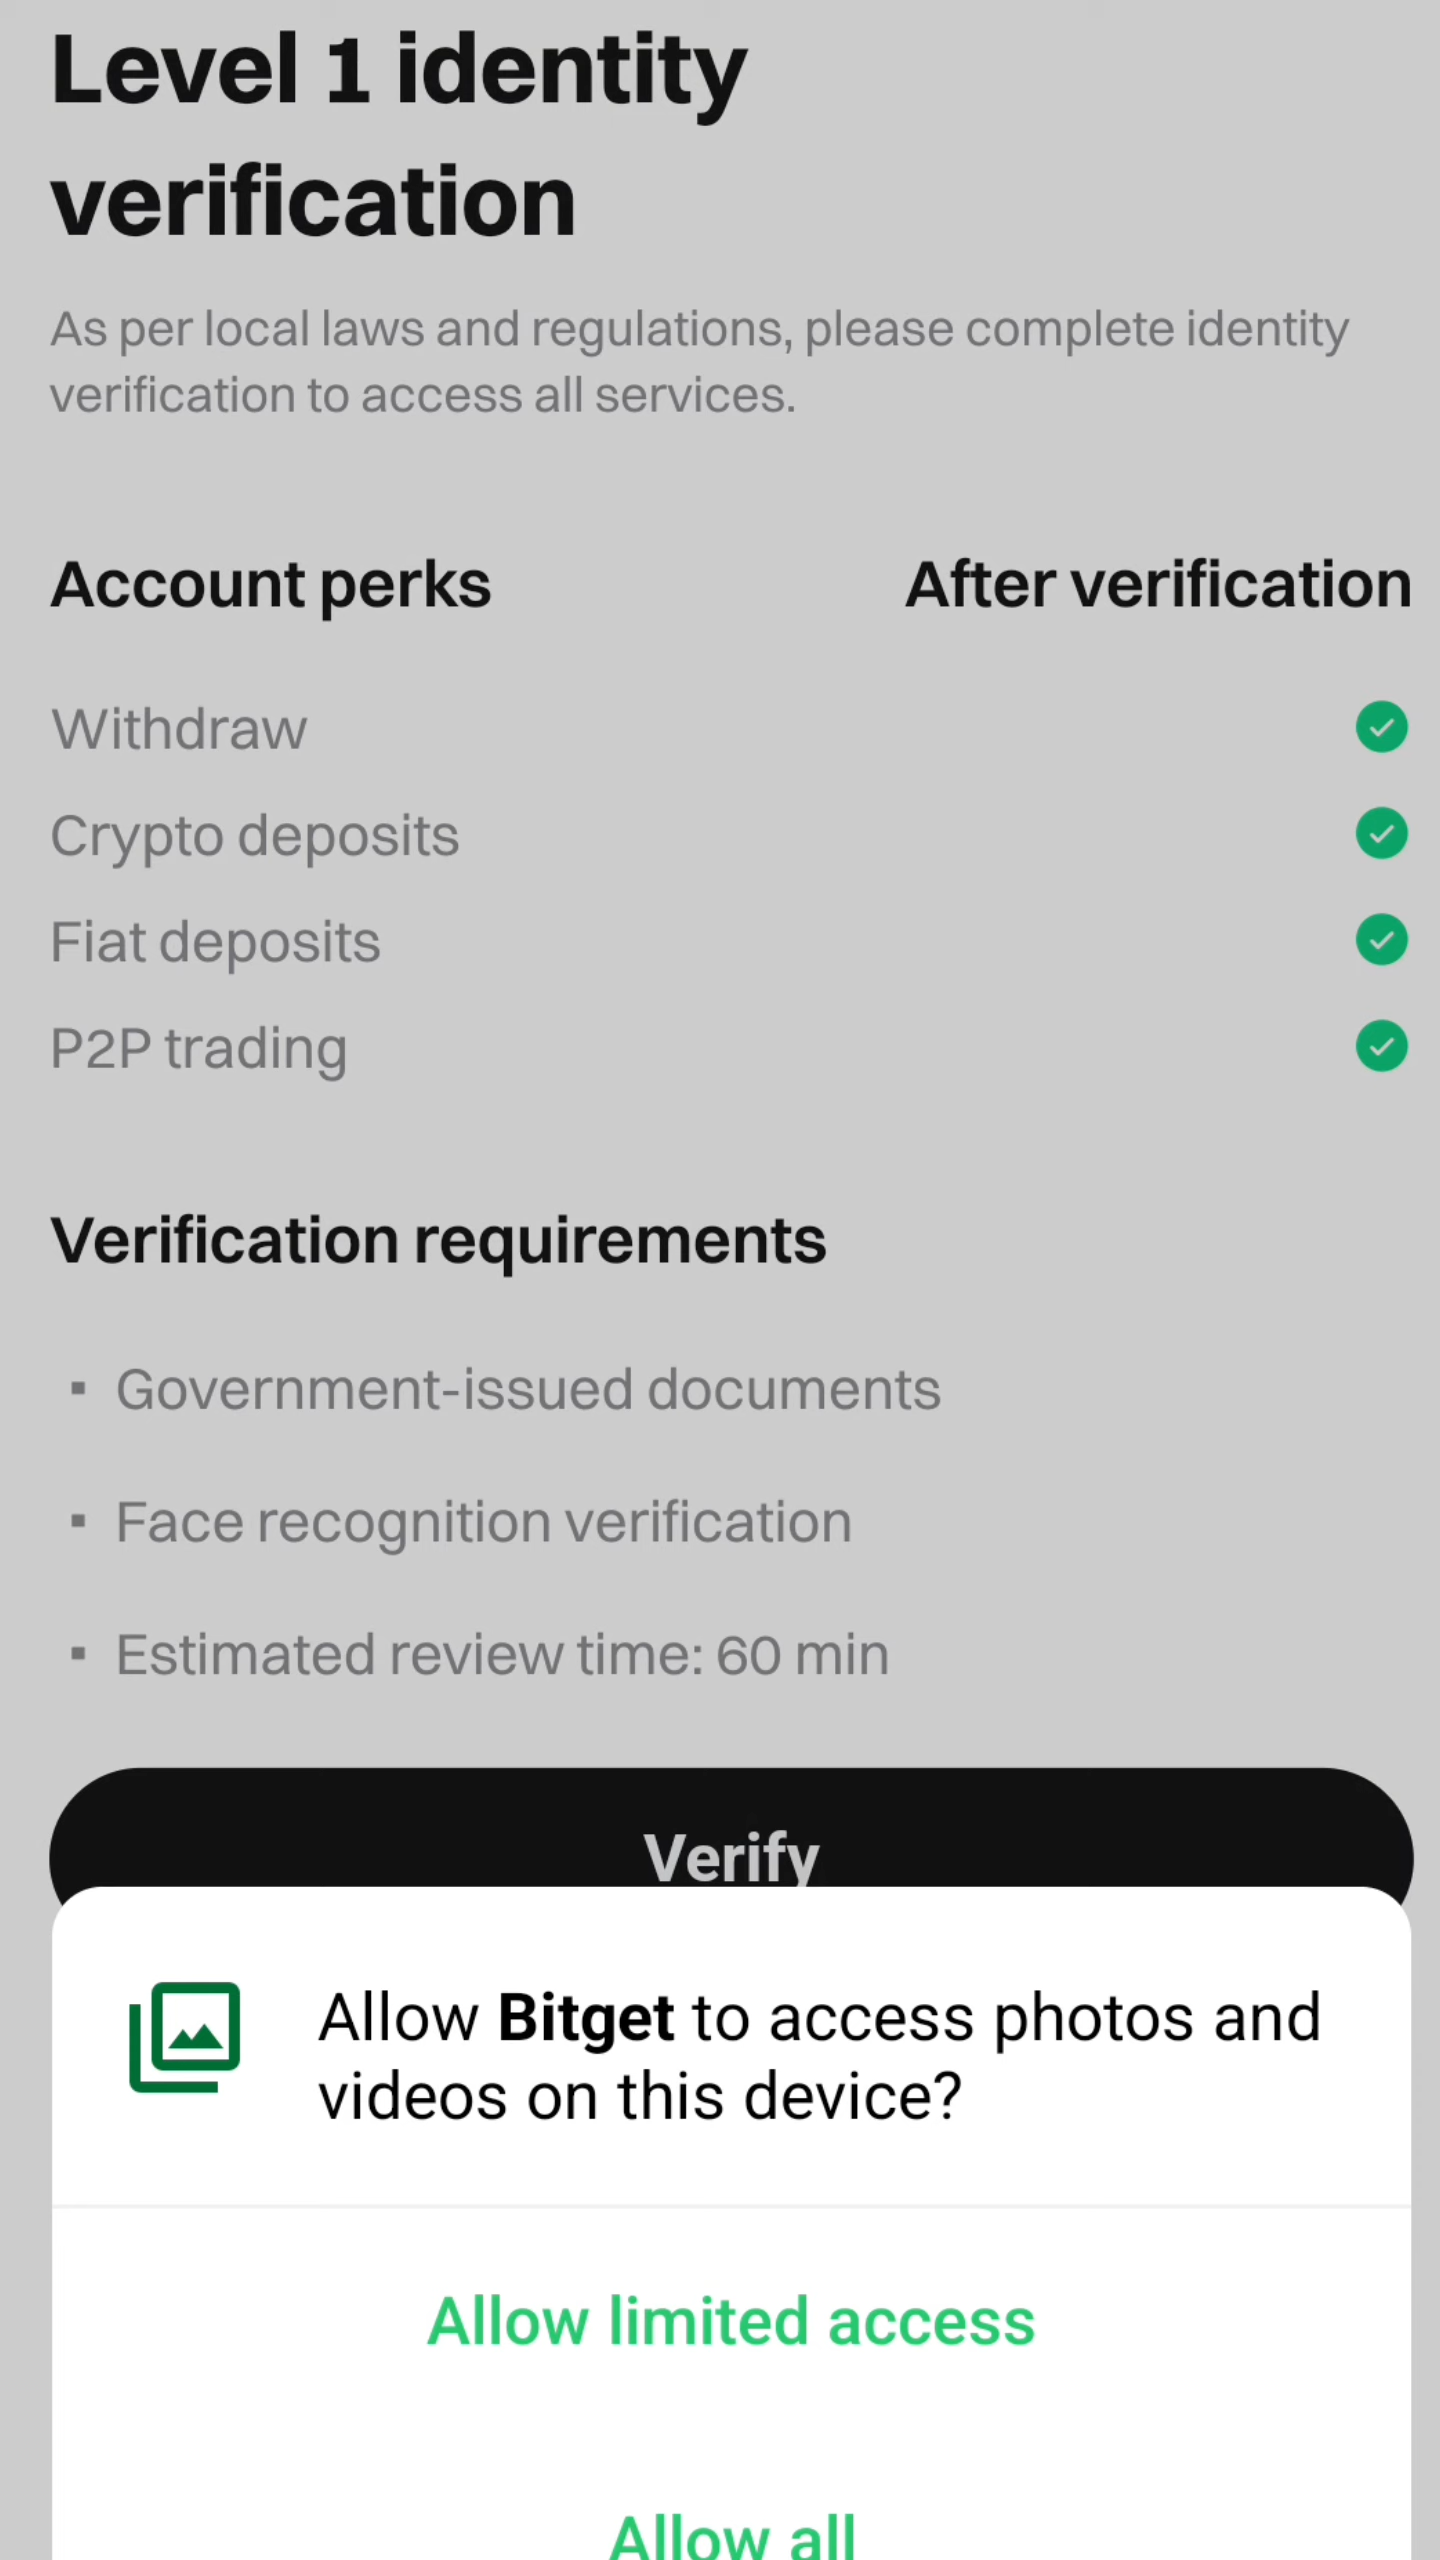 Level 1 identity
verification
As per local laws and regulations, please complete identity
verification to access all services.
Account perks After verification
Withdraw
Crypto deposits
Fiat deposits
P2P trading
Verification requirements
▪ Government-issued documents
▪ Face recognition verification
▪ Estimated review time: 60 min
Verify
Allow Bitget to access photos and
videos on this device?
Allow limited access
Allow all